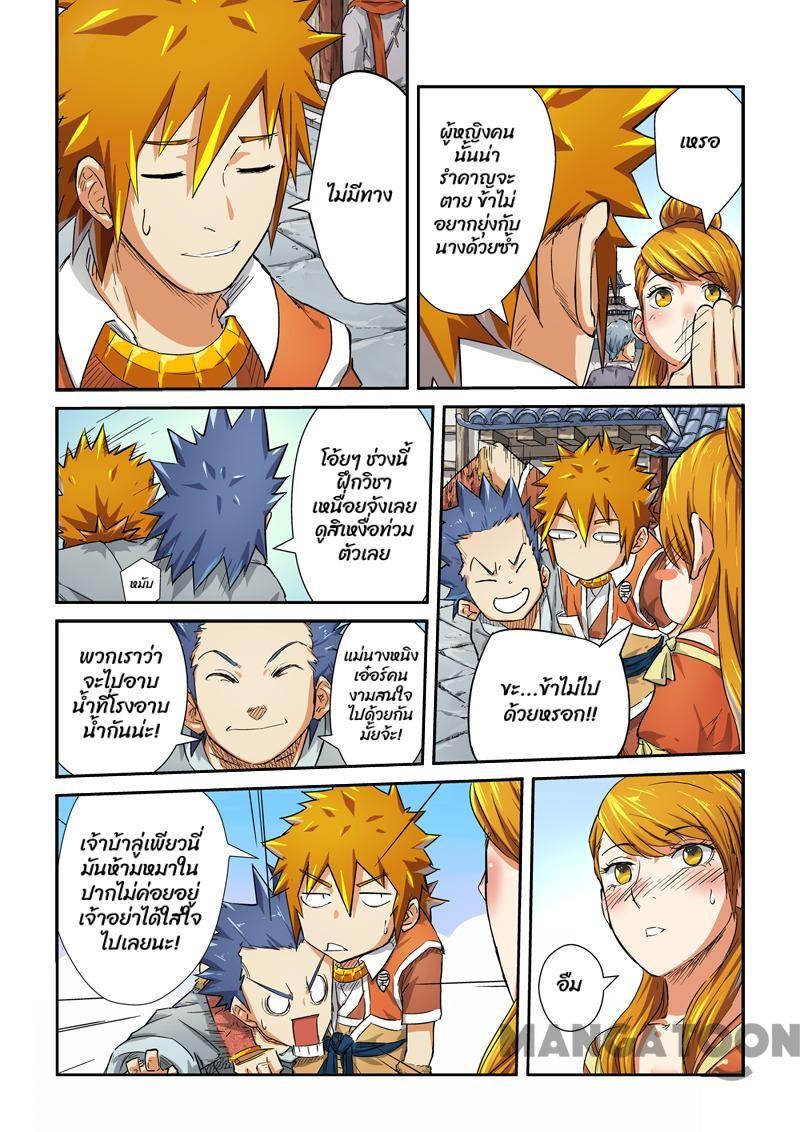 ไม่มีทาง
ผู้หญิงคน
นั้นน่า
รำคาญจะ
ตาย ข้าไม่
อยากยุ่งกับ
นางด้วยซ้ำ
เหรอ
โอ้ยๆ ช่วงนี้
ฝึกวิชา
เหนื่อยจังเลย
ดูสิเหงื่อท่วม
ตัวเลย
หมับ
พวกเราว่า
จะไปอาบ
น้ำที่โรงอาบ
น้ำกันน่ะ!
แม่นางหนิง
เอ๋อร์คน
งามสนใจ
ไปด้วยกัน
มั้ยจ้ะ!
ขะ...ข้าไม่ไป
ด้วยหรอก!!
เจ้าบ้าลู่เพียวนี่
มันห้ามหมาใน
ปากไม่ค่อยอยู่
เจ้าอย่าได้ใส่ใจ
ไปเลยนะ!
อืม
MANGATOON